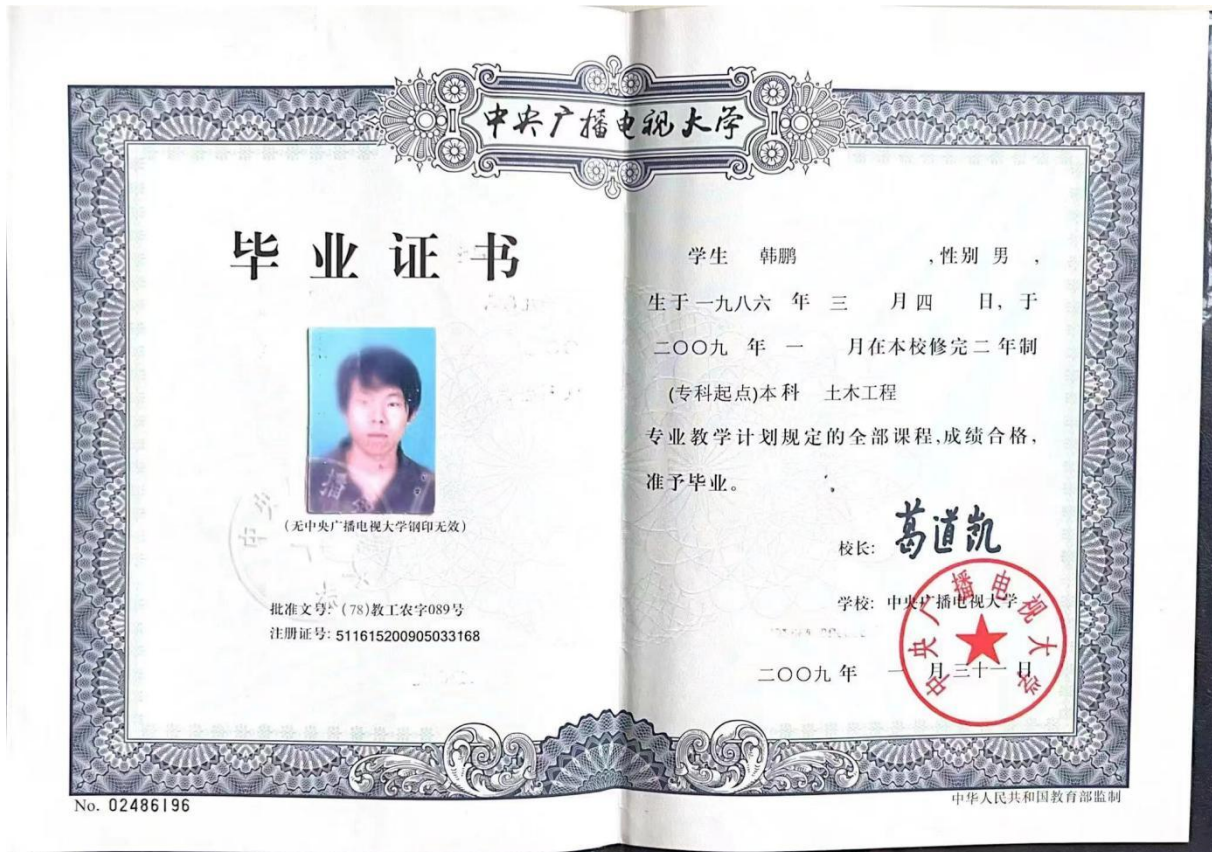 中央广播电视大学
毕业证书
(无中央广播电视大学钢印无效)
批准文号:(78)教工农字089号
注册证号: 511615200905033168
No. 02486196
学生 韩鹏 ,性别 男 ,
生于一九八六 年 三 月四 日, 于
二〇〇九 年 一 月在本校修完二年制
(专科起点)本科 土木工程
专业教学计划规定的全部课程,成绩合格,
准予毕业。
校长: 葛道凯
学校: 中央广播电视大学
二〇〇九年 一 月三十一日
中央广播电视大学
中华人民共和国教育部监制